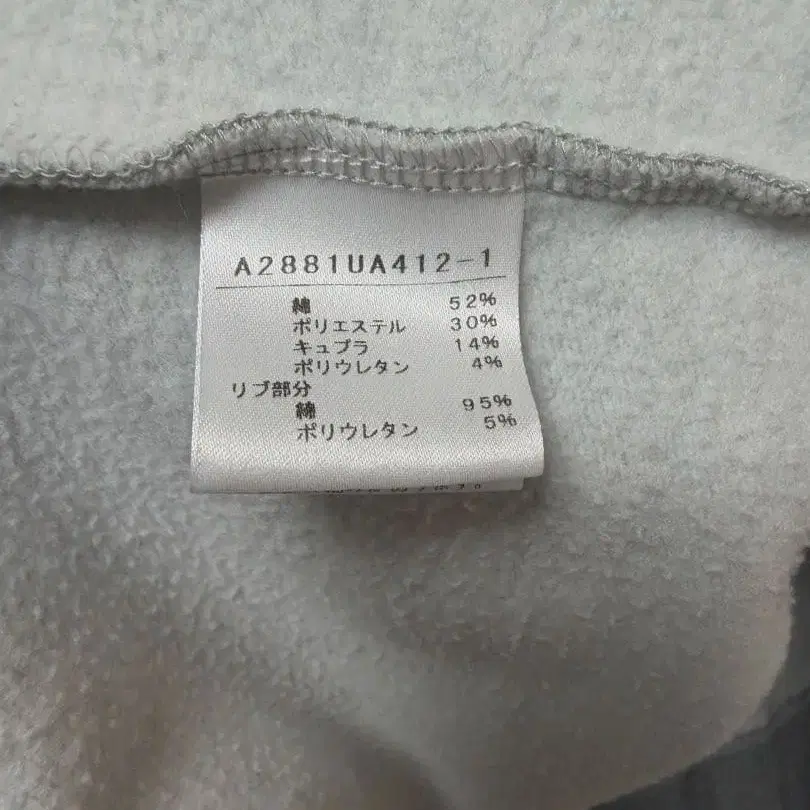 A2881UA412-1
綿 52%
ポリエステル 30%
キュプラ 14%
ポリウレタン 4%
リブ部分
綿 95%
ポリウレタン 5%